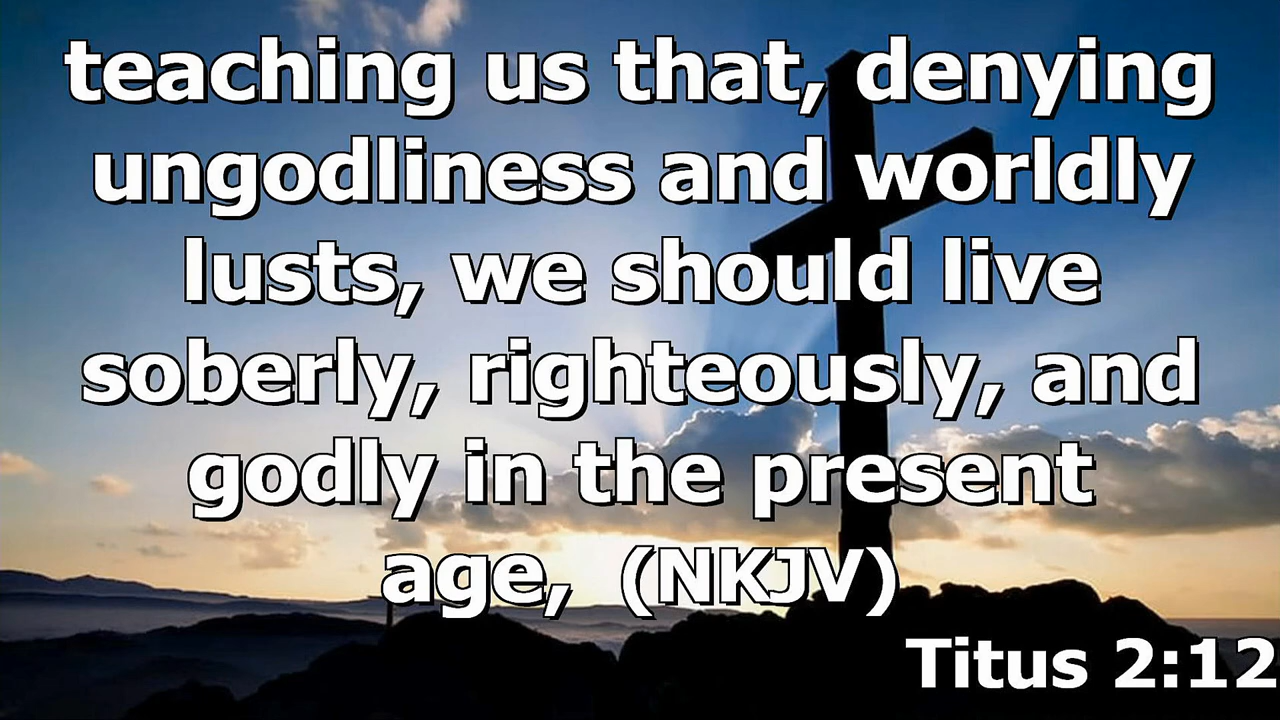 teaching us that, denying
ungodliness and worldly
lusts, we should live
soberly, righteously, and
godly in the present
age, (NKJV)
Titus 2:12